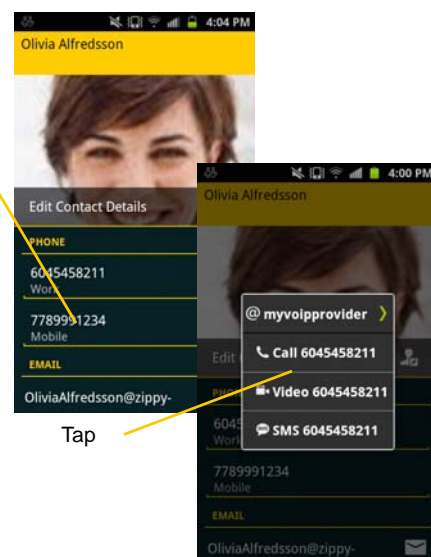 4:04 PM
Olivia Alfredsson
Edit Contact Details
PHONE
6045458211
Work
7789991234
Mobile
EMAIL
OliviaAlfredsson@zippy-
Tap
4:00 PM
Olivia Alfredsson
@ myvoipprovider
Call 6045458211
Video 6045458211
SMS 6045458211
Edit
PHO
6045
Work
7789991234
Mobile
EMAIL
OliviaAlfredsson@zippy-